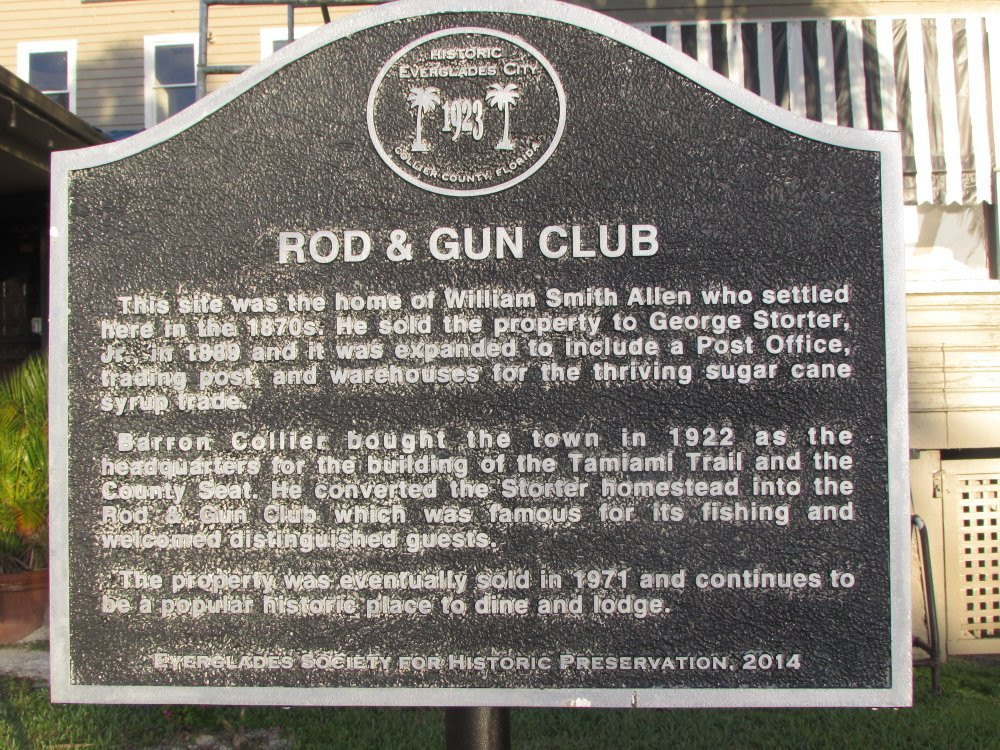 HISTORIC
EVERGLADES CITY
1923
COLLIER COUNTY, FLORIDA
ROD & GUN CLUB
This site was the home of William Smith Allen who settled
here in the 1870s. He sold the property to George Storter,
Jr. in 1889 and it was expanded to include a Post Office,
trading post, and warehouses for the thriving sugar cane
syrup trade.
Barron Collier bought the town in 1922 as the
headquarters for the building of the Tamiami Trail and the
County Seat. He converted the Storter homestead into the
Rod & Gun Club which was famous for its fishing and
welcomed distinguished guests.
The property was eventually sold in 1971 and continues to
be a popular historic place to dine and lodge.
EVERGLADES SOCIETY FOR HISTORIC PRESERVATION, 2014